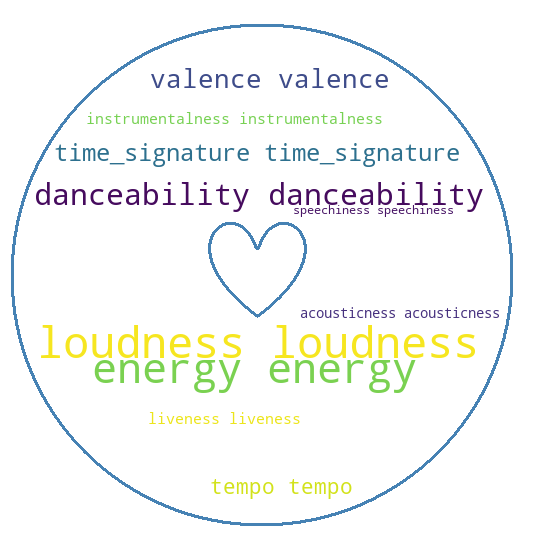 valence valence
instrumentalness instrumentalness
time_signature time_signature
danceability danceability
speechiness speechiness
acousticness acousticness
loudness loudness
energy energy
liveness liveness
tempo tempo